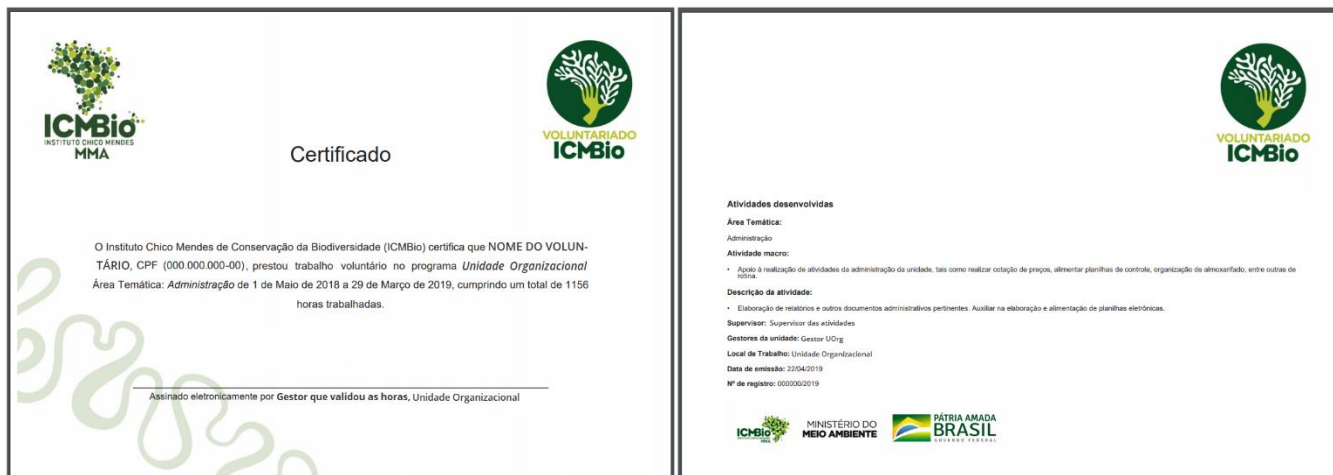 ICMBio
INSTITUTO CHICO MENDES
MMA
VOLUNTARIADO
ICMBio
Certificado
O Instituto Chico Mendes de Conservação da Biodiversidade (ICMBio) certifica que NOME DO VOLUN-
TÁRIO, CPF (000.000.000-00), prestou trabalho voluntário no programa Unidade Organizacional
Área Temática: Administração de 1 de Maio de 2018 a 29 de Março de 2019, cumprindo um total de 1156
horas trabalhadas.
Assinado eletronicamente por Gestor que validou as horas, Unidade Organizacional
VOLUNTARIADO
ICMBio
Atividades desenvolvidas
Área Temática:
Administração
Atividade macro:
• Apoio à realização de atividades da administração da unidade, tais como realizar cotação de preços, alimentar planilhas de controle, organização de almoxarifado, entre outras de
rotina.
Descrição da atividade:
• Elaboração de relatórios e outros documentos administrativos pertinentes. Auxiliar na elaboração e alimentação de planilhas eletrônicas.
Supervisor: Supervisor das atividades
Gestores da unidade: Gestor UOrg
Local de Trabalho: Unidade Organizacional
Data de emissão: 22/04/2019
Nº de registro: 000000/2019
ICMBio
MMA
MINISTÉRIO DO
MEIO AMBIENTE
PÁTRIA AMADA
BRASIL
GOVERNO FEDERAL